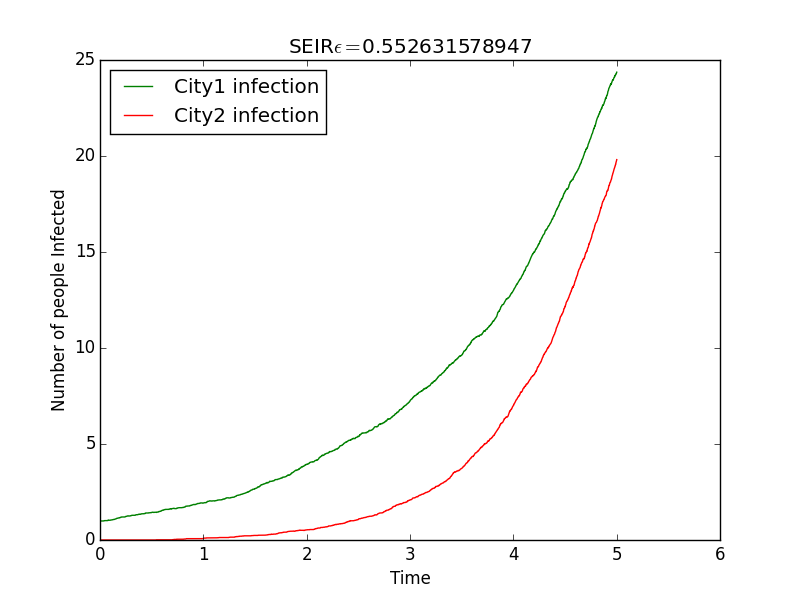 SEIRϵ=0.552631578947
City1 infection
City2 infection
25
20
15
10
5
0
Number of people Infected
0 1 2 3 4 5 6
Time